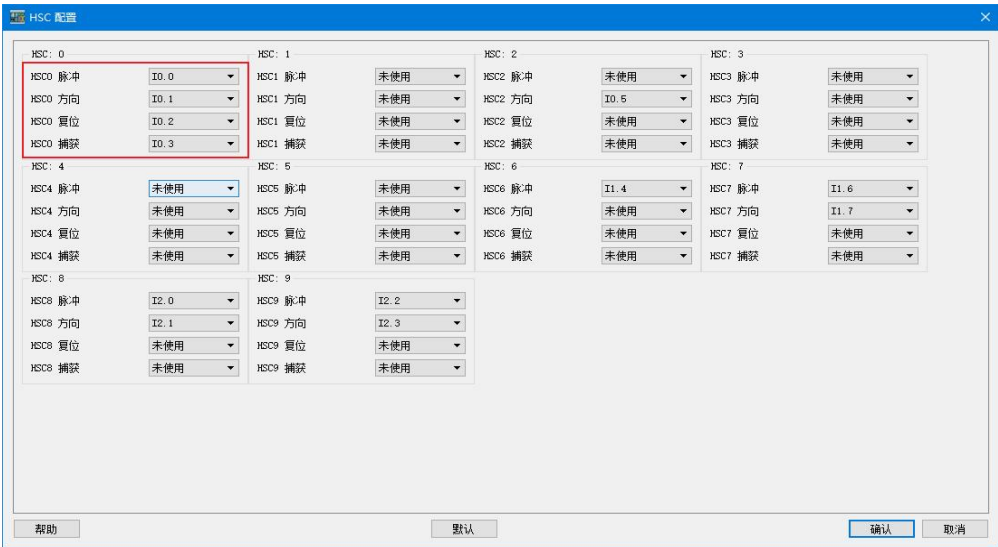 HSC 配置
HSC: 0 HSC: 1 HSC: 2 HSC: 3
HSC0 脉冲 I0.0 HSC1 脉冲 未使用 HSC2 脉冲 未使用 HSC3 脉冲 未使用
HSC0 方向 I0.1 HSC1 方向 未使用 HSC2 方向 I0.5 HSC3 方向 未使用
HSC0 复位 I0.2 HSC1 复位 未使用 HSC2 复位 未使用 HSC3 复位 未使用
HSC0 捕获 I0.3 HSC1 捕获 未使用 HSC2 捕获 未使用 HSC3 捕获 未使用
HSC: 4 HSC: 5 HSC: 6 HSC: 7
HSC4 脉冲 未使用 HSC5 脉冲 未使用 HSC6 脉冲 I1.4 HSC7 脉冲 I1.6
HSC4 方向 未使用 HSC5 方向 未使用 HSC6 方向 未使用 HSC7 方向 I1.7
HSC4 复位 未使用 HSC5 复位 未使用 HSC6 复位 未使用 HSC7 复位 未使用
HSC4 捕获 未使用 HSC5 捕获 未使用 HSC6 捕获 未使用 HSC7 捕获 未使用
HSC: 8 HSC: 9
HSC8 脉冲 I2.0 HSC9 脉冲 I2.2
HSC8 方向 I2.1 HSC9 方向 I2.3
HSC8 复位 未使用 HSC9 复位 未使用
HSC8 捕获 未使用 HSC9 捕获 未使用
帮助 默认 确认 取消